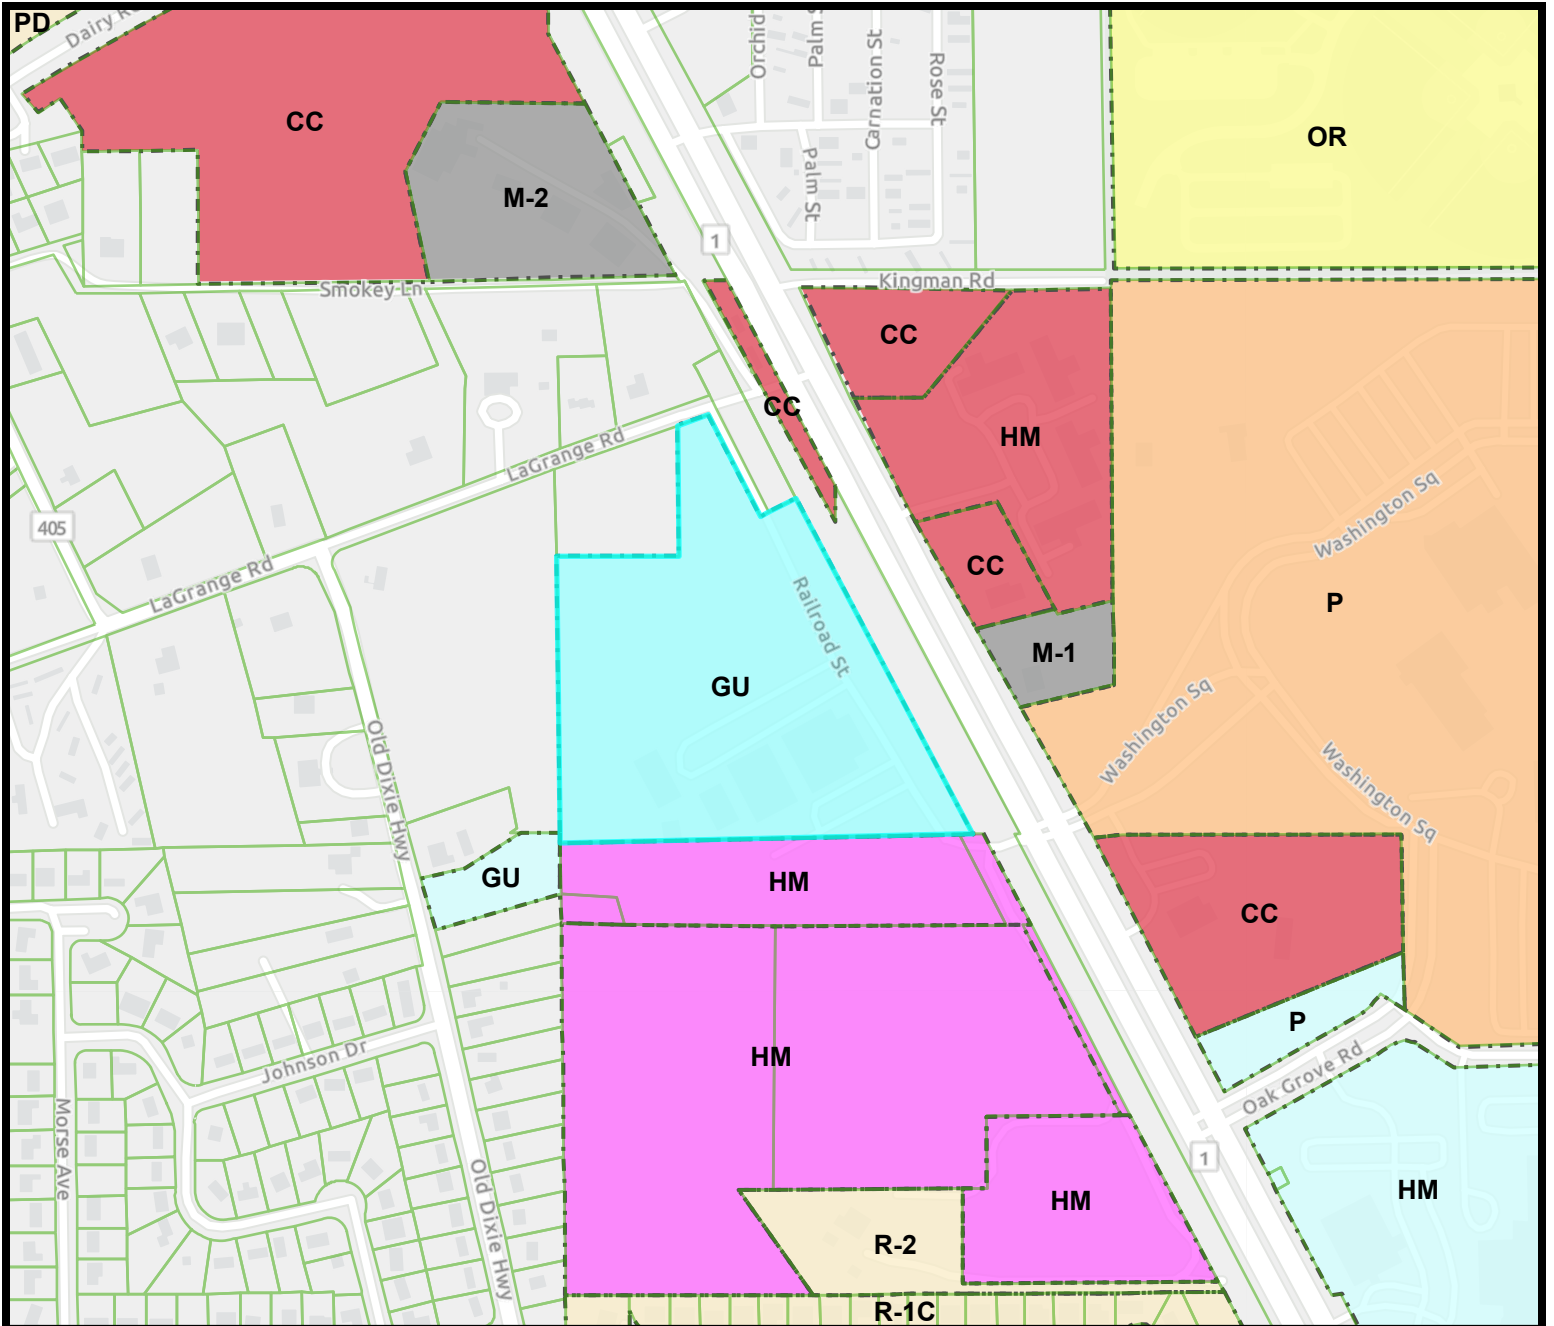 PD
Dairy Rd
Orchid
Palm S
Carnation St
Rose St
CC
OR
M-2
Palm St
1
Kingman Rd
Smokey Ln
CC
CC
HM
LaGrange Rd
Washington Sq
405
CC
LaGrange Rd
Railroad St
P
M-1
GU
Washington Sq
Old Dixie Hwy
Washington Sq
GU
HM
CC
P
HM
Johnson Dr
Oak Grove Rd
Morse Ave
1
Old Dixie Hwy
HM
HM
R-2
R-1C